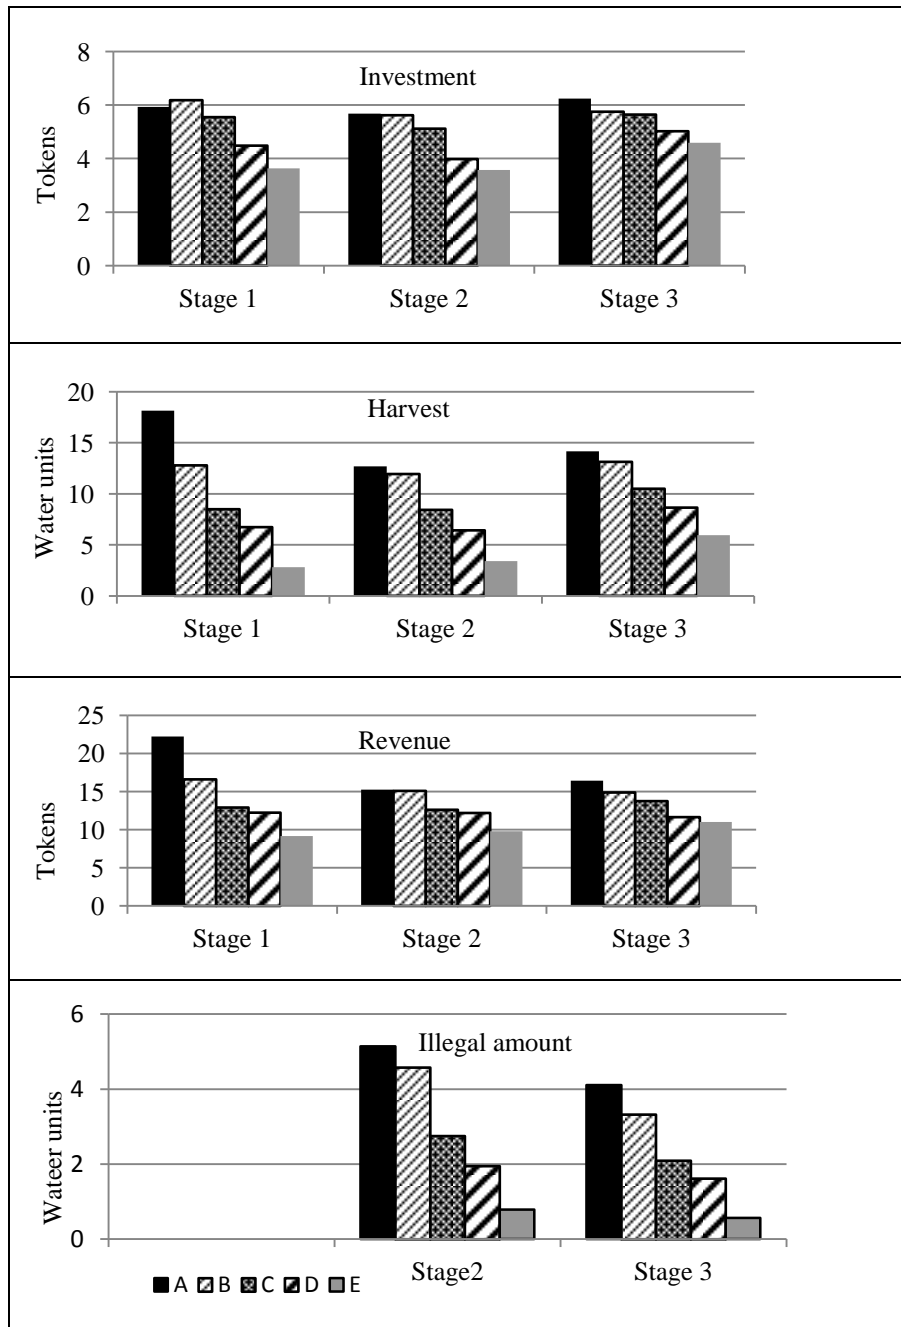 Investment
Tokens
8
6
4
2
0
Stage 1 Stage 2 Stage 3
Harvest
Water units
20
15
10
5
0
Stage 1 Stage 2 Stage 3
Revenue
Tokens
25
20
15
10
5
0
Stage 1 Stage 2 Stage 3
Illegal amount
Wateer units
6
4
2
0
Stage2 Stage 3
A B C D E